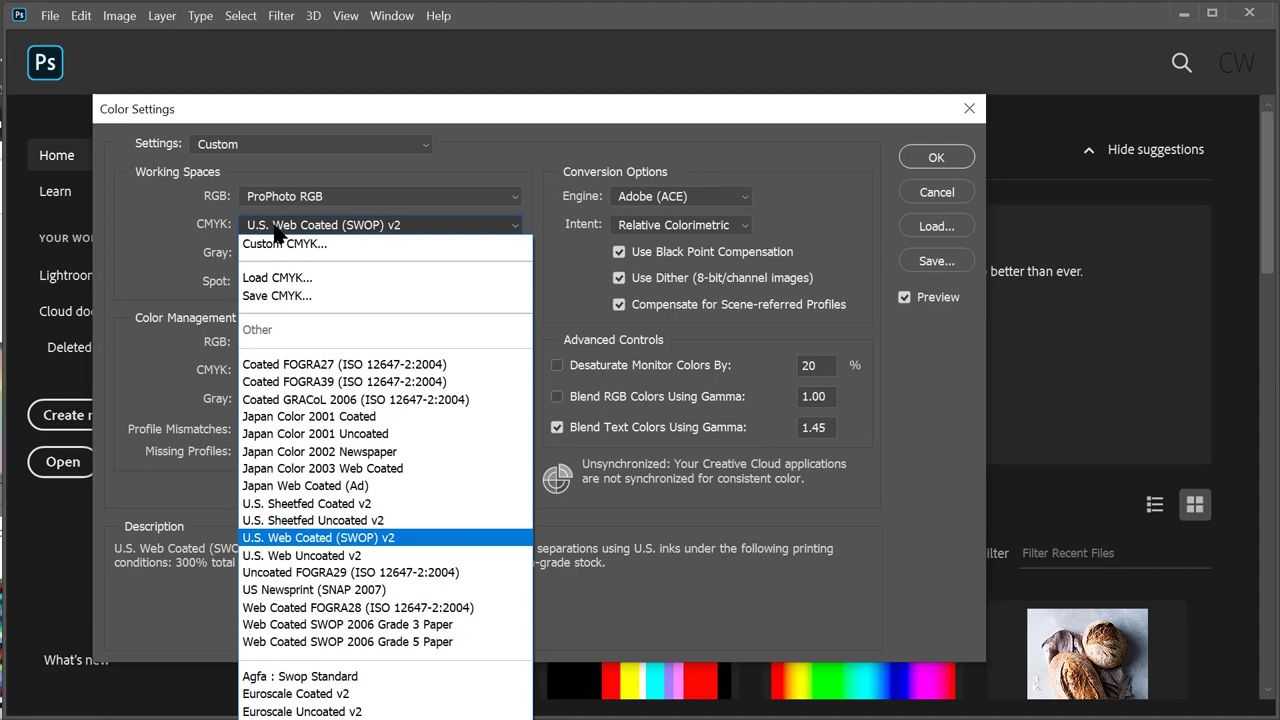 Ps File Edit Image Layer Type Select Filter 3D View Window Help
Ps
CW
Color Settings
Home
Learn
Hide suggestions
Settings: Custom
Working Spaces
RGB: ProPhoto RGB
CMYK: U.S. Web Coated (SWOP) v2
Gray:
Spot:
Custom CMYK...
Load CMYK...
Save CMYK...
Other
Coated FOGRA27 (ISO 12647-2:2004)
Coated FOGRA39 (ISO 12647-2:2004)
Coated GRACoL 2006 (ISO 12647-2:2004)
Japan Color 2001 Coated
Japan Color 2001 Uncoated
Japan Color 2002 Newspaper
Japan Color 2003 Web Coated
Japan Web Coated (Ad)
U.S. Sheetfed Coated v2
U.S. Sheetfed Uncoated v2
U.S. Web Coated (SWOP) v2
U.S. Web Uncoated v2
Uncoated FOGRA29 (ISO 12647-2:2004)
US Newsprint (SNAP 2007)
Web Coated FOGRA28 (ISO 12647-2:2004)
Web Coated SWOP 2006 Grade 3 Paper
Web Coated SWOP 2006 Grade 5 Paper
Agfa : Swop Standard
Euroscale Coated v2
Euroscale Uncoated v2
Color Management
RGB:
CMYK:
Gray:
Profile Mismatches:
Missing Profiles:
Conversion Options
Engine: Adobe (ACE)
Intent: Relative Colorimetric
Use Black Point Compensation
Use Dither (8-bit/channel images)
Compensate for Scene-referred Profiles
Advanced Controls
Desaturate Monitor Colors By: 20 %
Blend RGB Colors Using Gamma: 1.00
Blend Text Colors Using Gamma: 1.45
Unsynchronized: Your Creative Cloud applications
are not synchronized for consistent color.
OK
Cancel
Load...
Save...
Preview
Description
U.S. Web Coated (SWO separations using U.S. inks under the following printing
conditions: 300% total -grade stock.
YOUR WO
Lightroom
Cloud do
Deleted
Create n
Open
What's new
better than ever.
ilter Filter Recent Files